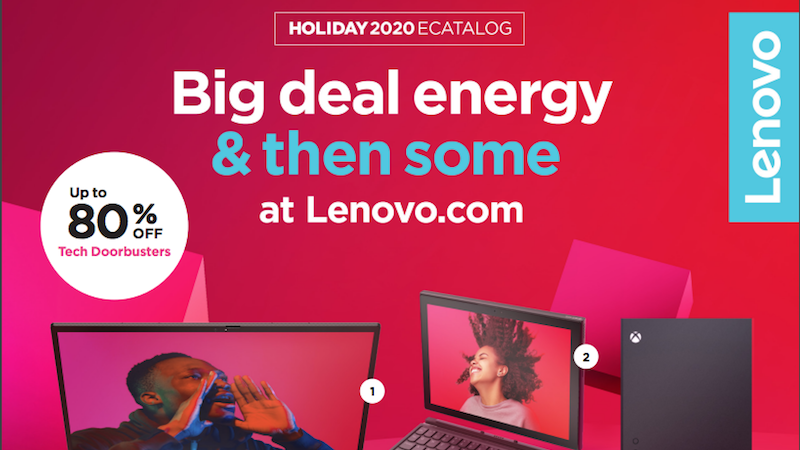 HOLIDAY 2020 ECATALOG
Big deal energy
& then some
at Lenovo.com
Lenovo
Up to
80% OFF
Tech Doorbusters
1
2